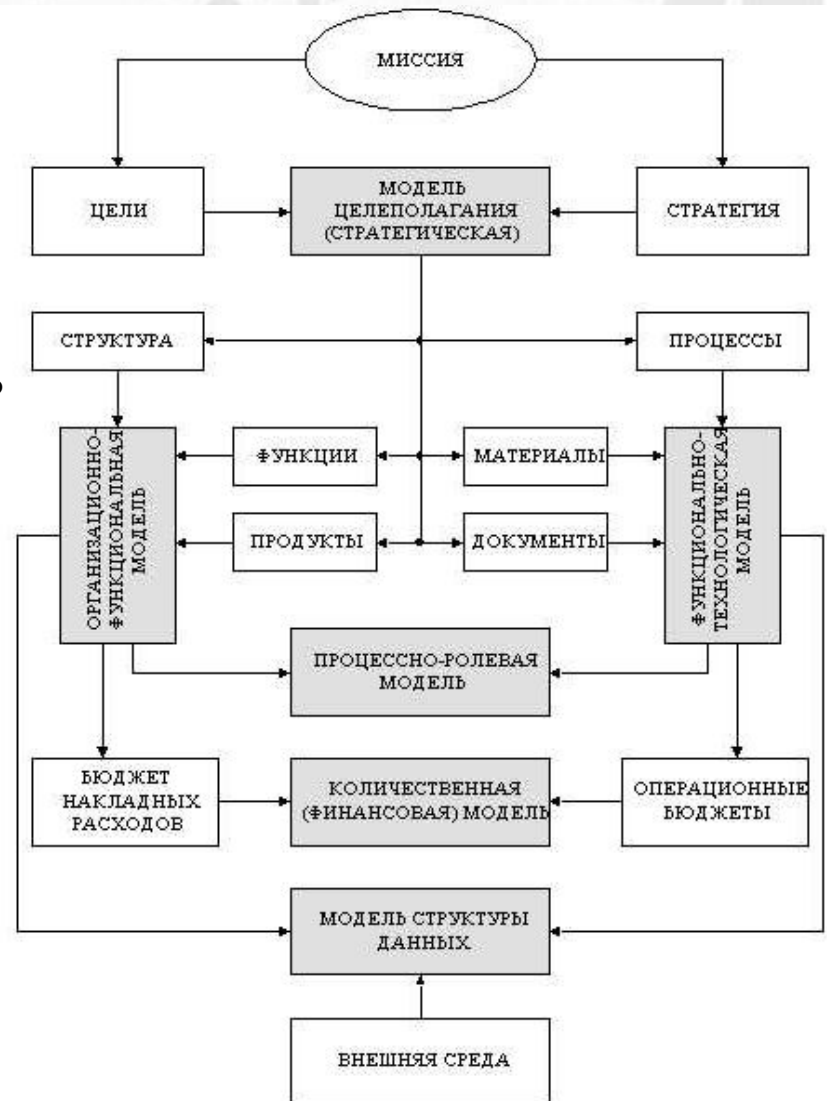 МИССИЯ
ЦЕЛИ
МОДЕЛЬ
ЦЕЛЕПОЛАГАНИЯ
(СТРАТЕГИЧЕСКАЯ)
СТРАТЕГИЯ
СТРУКТУРА
ПРОЦЕССЫ
ОРГАНИЗАЦИОННО-
ФУНКЦИОНАЛЬНАЯ
МОДЕЛЬ
ФУНКЦИИ
МАТЕРИАЛЫ
ПРОДУКТЫ
ДОКУМЕНТЫ
ФУНКЦИОНАЛЬНО-
ТЕХНОЛОГИЧЕСКАЯ
МОДЕЛЬ
ПРОЦЕССНО-РОЛЕВАЯ
МОДЕЛЬ
БЮДЖЕТ
НАКЛАДНЫХ
РАСХОДОВ
КОЛИЧЕСТВЕННАЯ
(ФИНАНСОВАЯ) МОДЕЛЬ
ОПЕРАЦИОННЫЕ
БЮДЖЕТЫ
МОДЕЛЬ СТРУКТУРЫ
ДАННЫХ
ВНЕШНЯЯ СРЕДА